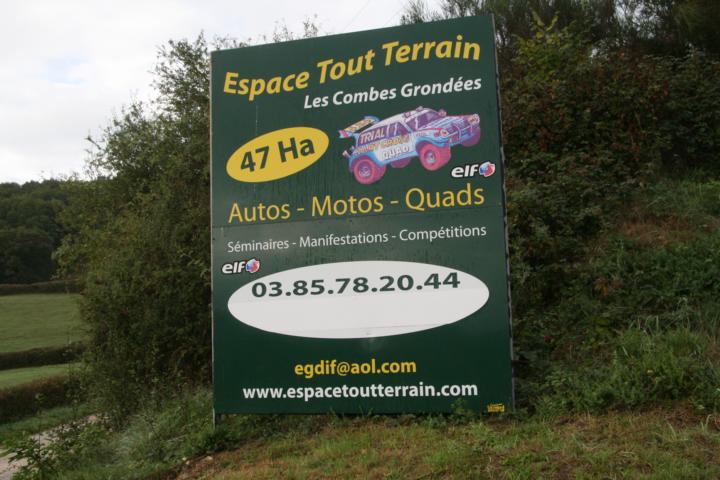 Espace Tout Terrain
Les Combes Grondées
47 Ha
TRIAL
QUAD
elf
Autos - Motos - Quads
Séminaires - Manifestations - Compétitions
elf
03.85.78.20.44
egdif@aol.com
www.espacetoutterrain.com